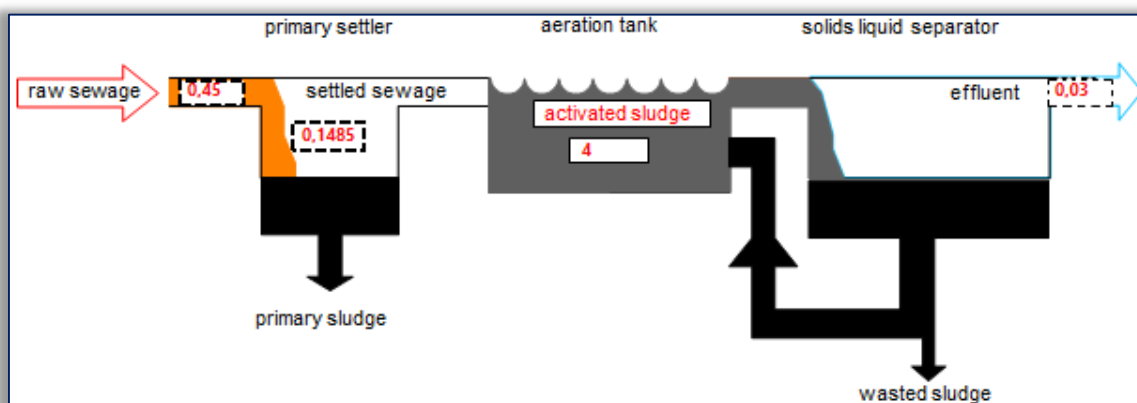 primary settler
aeration tank
solids liquid separator
raw sewage
0,45
settled sewage
0,1485
activated sludge
4
effluent
0,03
primary sludge
wasted sludge